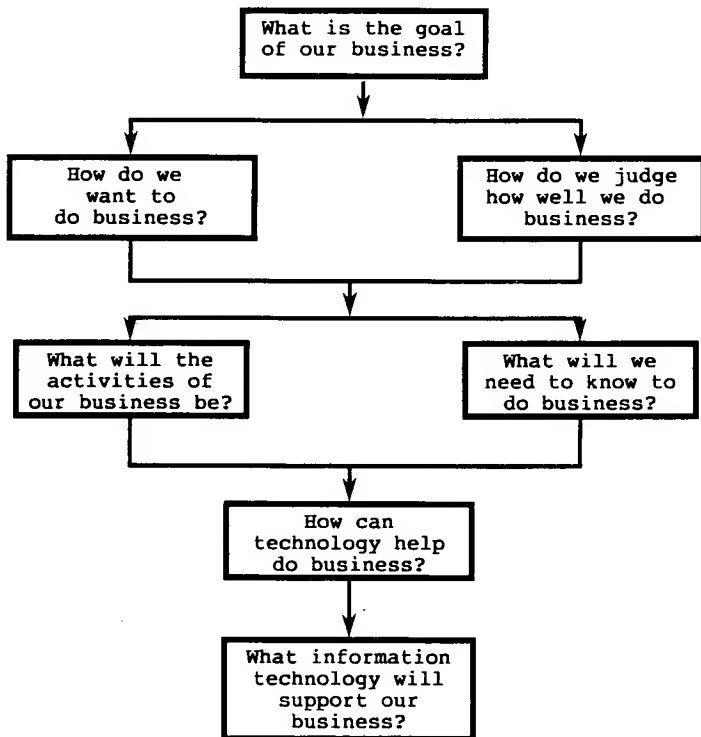 What is the goal
of our business?
How do we
want to
do business?
How do we judge
how well we do
business?
What will the
activities of
our business be?
What will we
need to know to
do business?
How can
technology help
do business?
What information
technology will
support our
business?